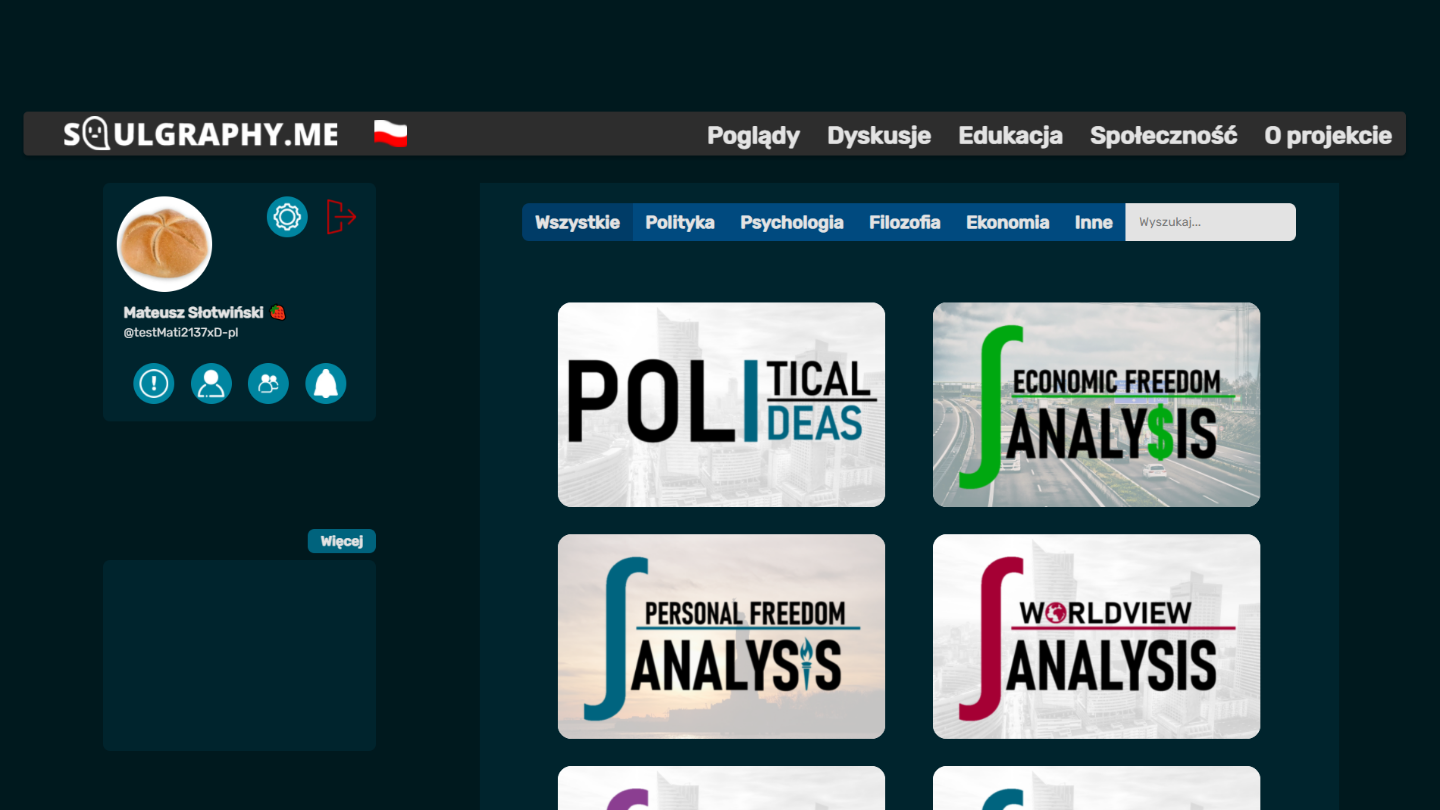 SOULGRAPHY.ME
Poglądy Dyskusje Edukacja Społeczność O projekcie
Mateusz Słotwiński
@testMati2137xD-pl
Więcej
Wszystkie Polityka Psychologia Filozofia Ekonomia Inne Wyszukaj...
POLITICAL
IDEAS
ECONOMIC FREEDOM
ANALY$IS
PERSONAL FREEDOM
ANALYSIS
WORLDVIEW
ANALYSIS